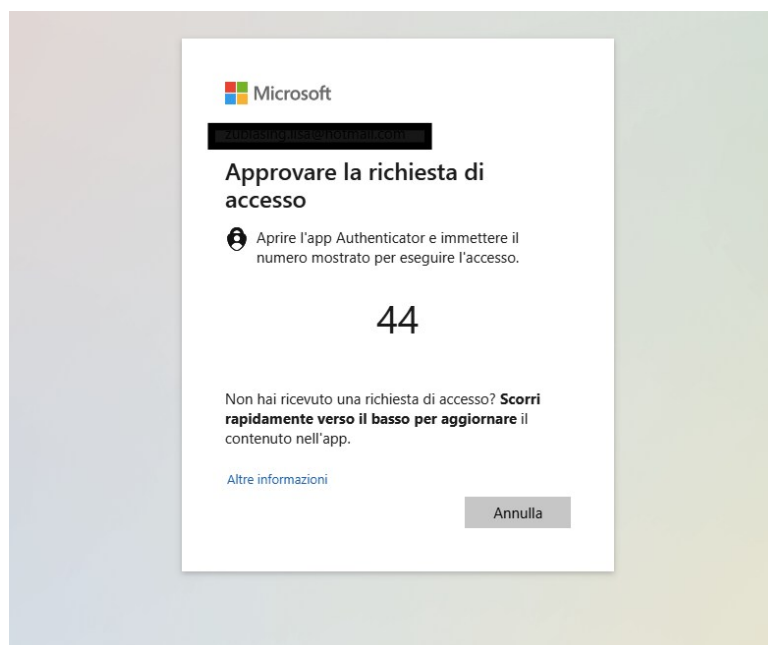 Microsoft
Approvare la richiesta di
accesso
Aprire l'app Authenticator e immettere il
numero mostrato per eseguire l'accesso.
44
Non hai ricevuto una richiesta di accesso? Scorri
rapidamente verso il basso per aggiornare il
contenuto nell'app.
Altre informazioni
Annulla